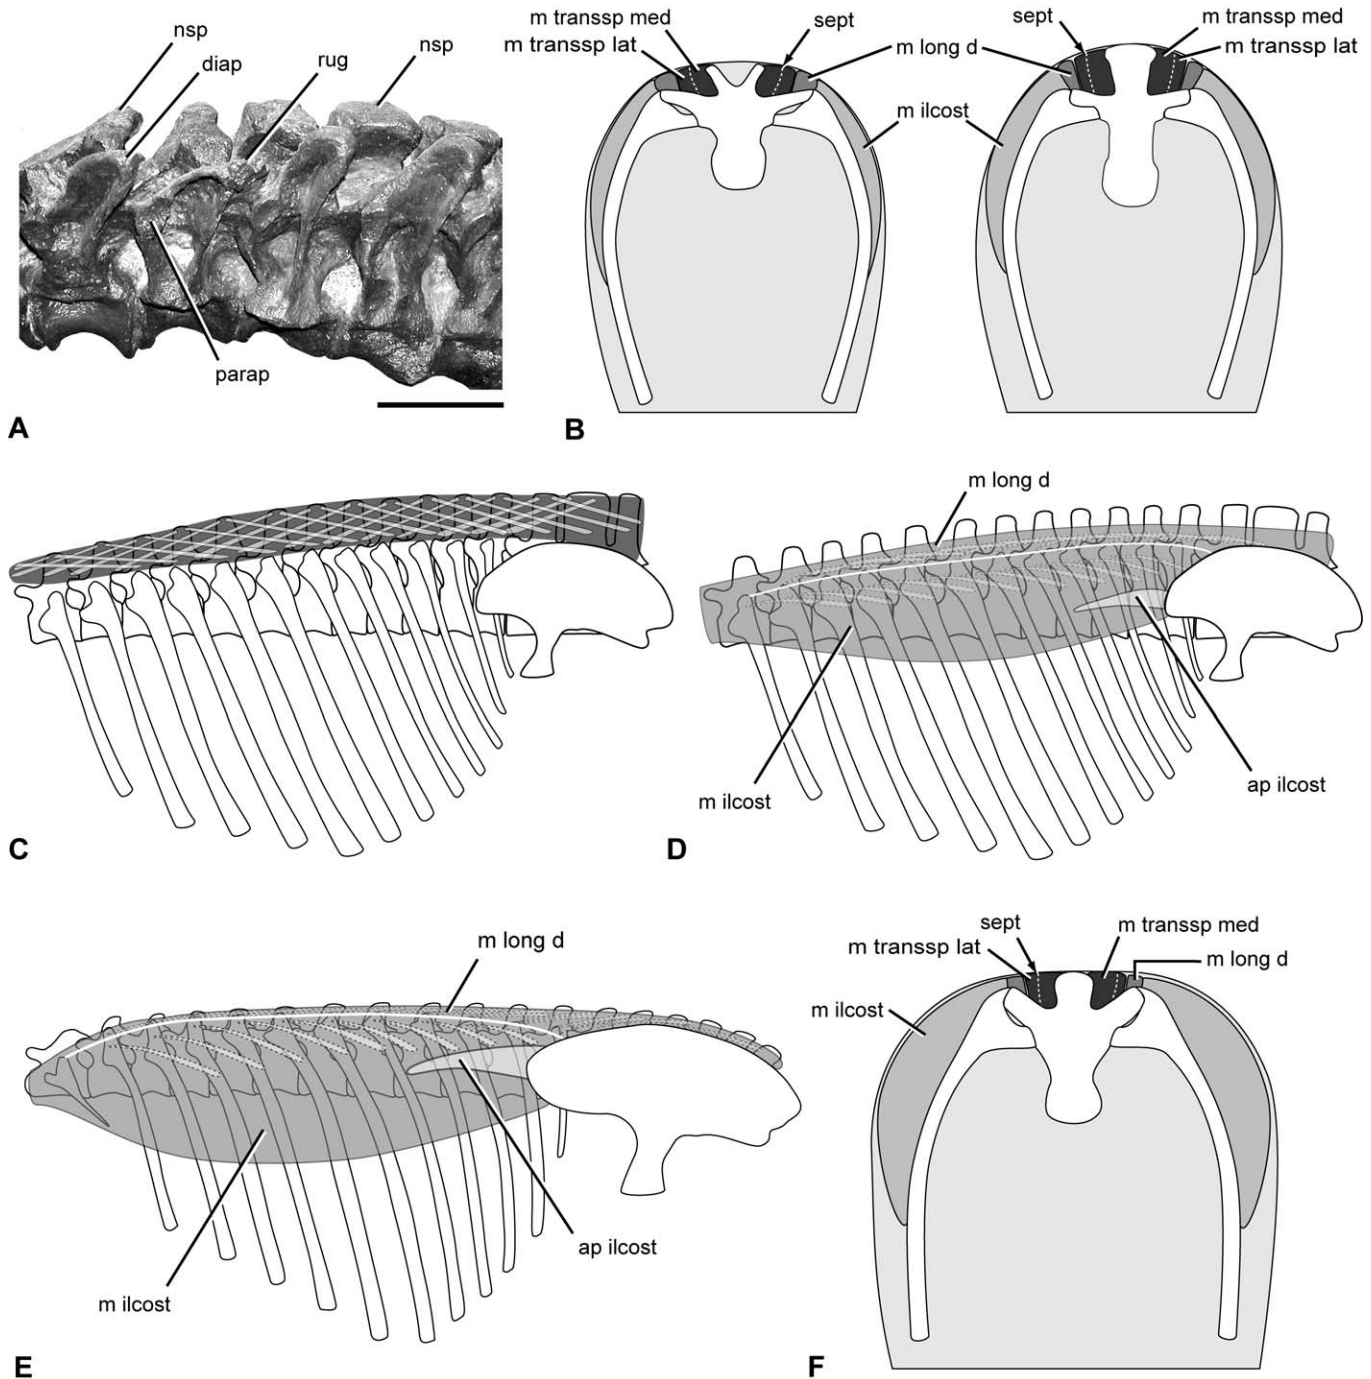 nsp
diap
rug
nsp
parap
A
m transsp med
m transsp lat
sept
m long d
m ilcost
sept
m transsp med
m transsp lat
B
C
m long d
m ilcost
ap ilcost
D
m long d
m ilcost
ap ilcost
E
sept
m transsp lat
m transsp med
m long d
m ilcost
F